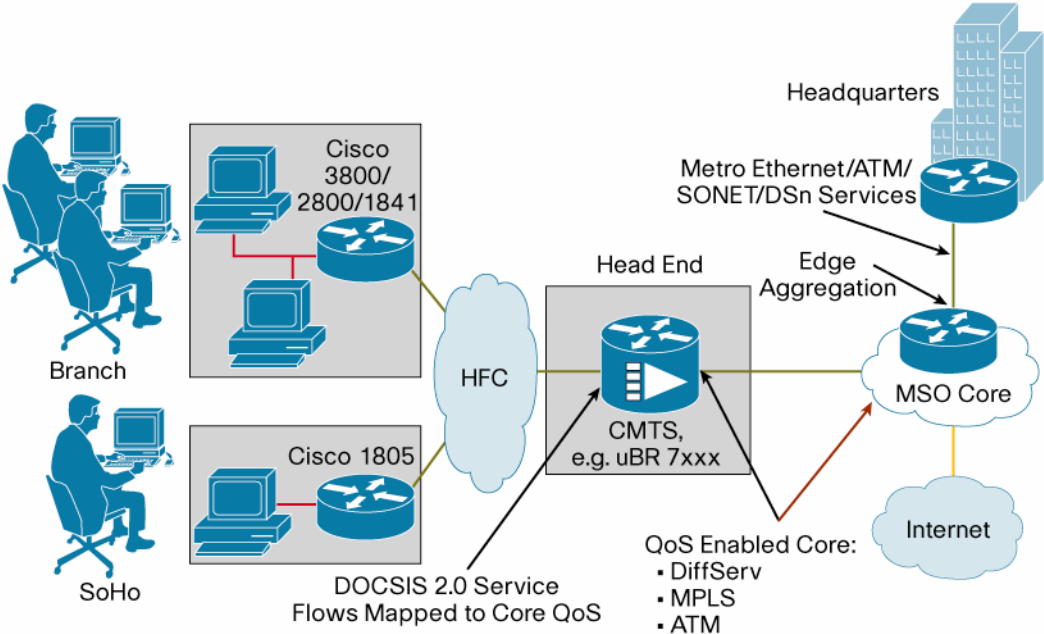 Headquarters
Metro Ethernet/ATM/
SONET/DSn Services
Edge
Aggregation
Cisco
3800/
2800/1841
Branch
HFC
Head End
CMTS,
e.g. uBR 7xxx
MSO Core
Cisco 1805
SoHo
Internet
DOCSIS 2.0 Service
Flows Mapped to Core QoS
QoS Enabled Core:
▪ DiffServ
▪ MPLS
▪ ATM